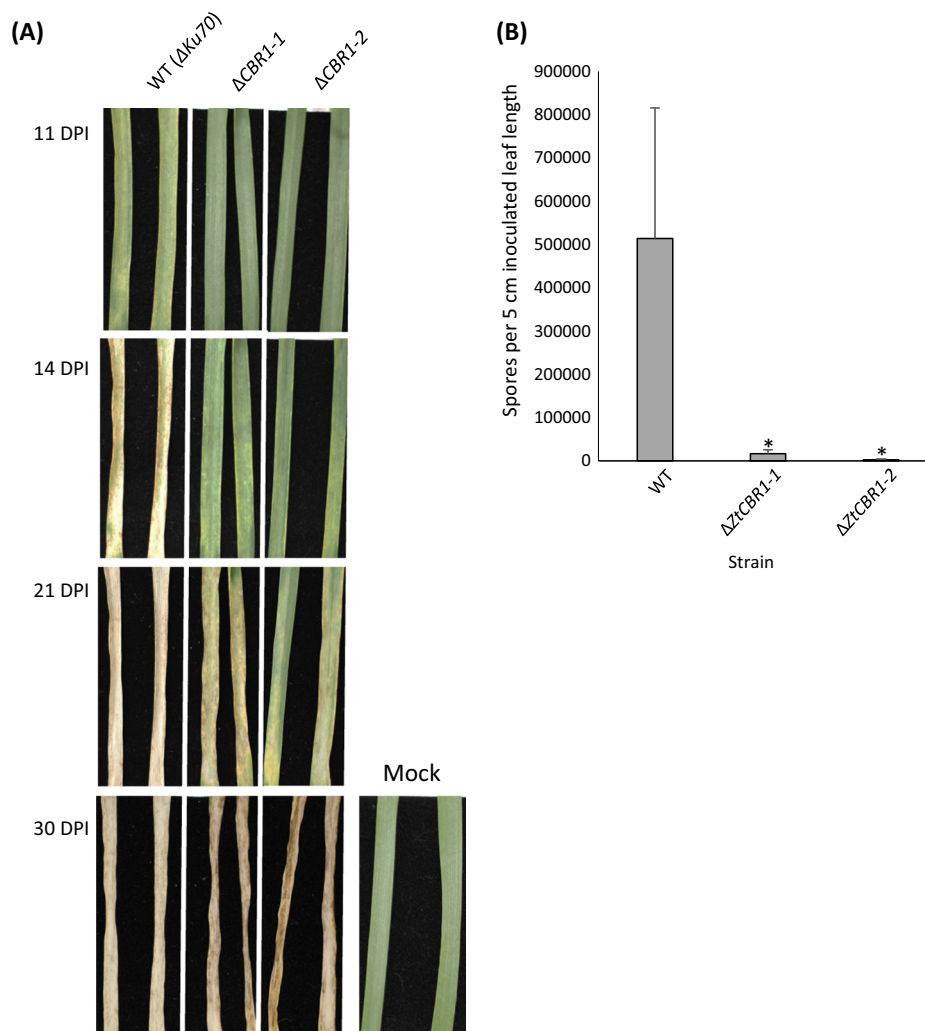 (A)
WT (ΔKu70)
ΔCBR1-1
ΔCBR1-2
11 DPI
14 DPI
21 DPI
30 DPI
Mock
(B)
Spores per 5 cm inoculated leaf length
900000
800000
700000
600000
500000
400000
300000
200000
100000
0
*
*
WT
ΔZtCBR1-1
ΔZtCBR1-2
Strain